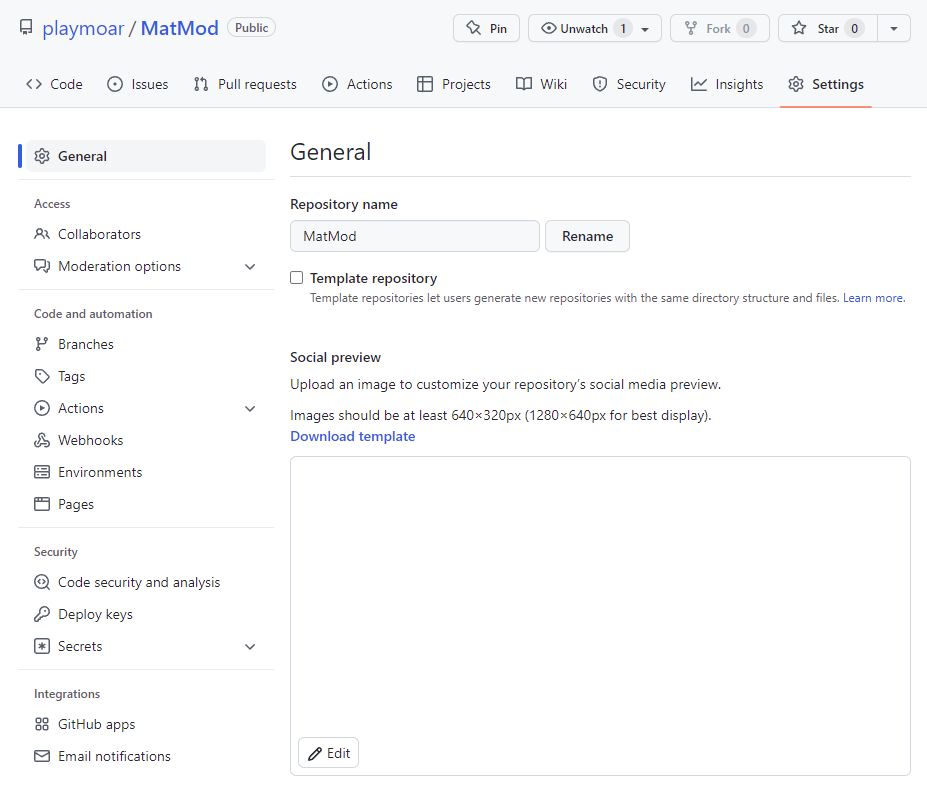 playmoar / MatMod Public
Pin
Unwatch 1
Fork 0
Star 0
Code
Issues
Pull requests
Actions
Projects
Wiki
Security
Insights
Settings
General
Access
Collaborators
Moderation options
Code and automation
Branches
Tags
Actions
Webhooks
Environments
Pages
Security
Code security and analysis
Deploy keys
Secrets
Integrations
GitHub apps
Email notifications
General
Repository name
MatMod
Rename
Template repository
Template repositories let users generate new repositories with the same directory structure and files. Learn more.
Social preview
Upload an image to customize your repository’s social media preview.
Images should be at least 640×320px (1280×640px for best display).
Download template
Edit